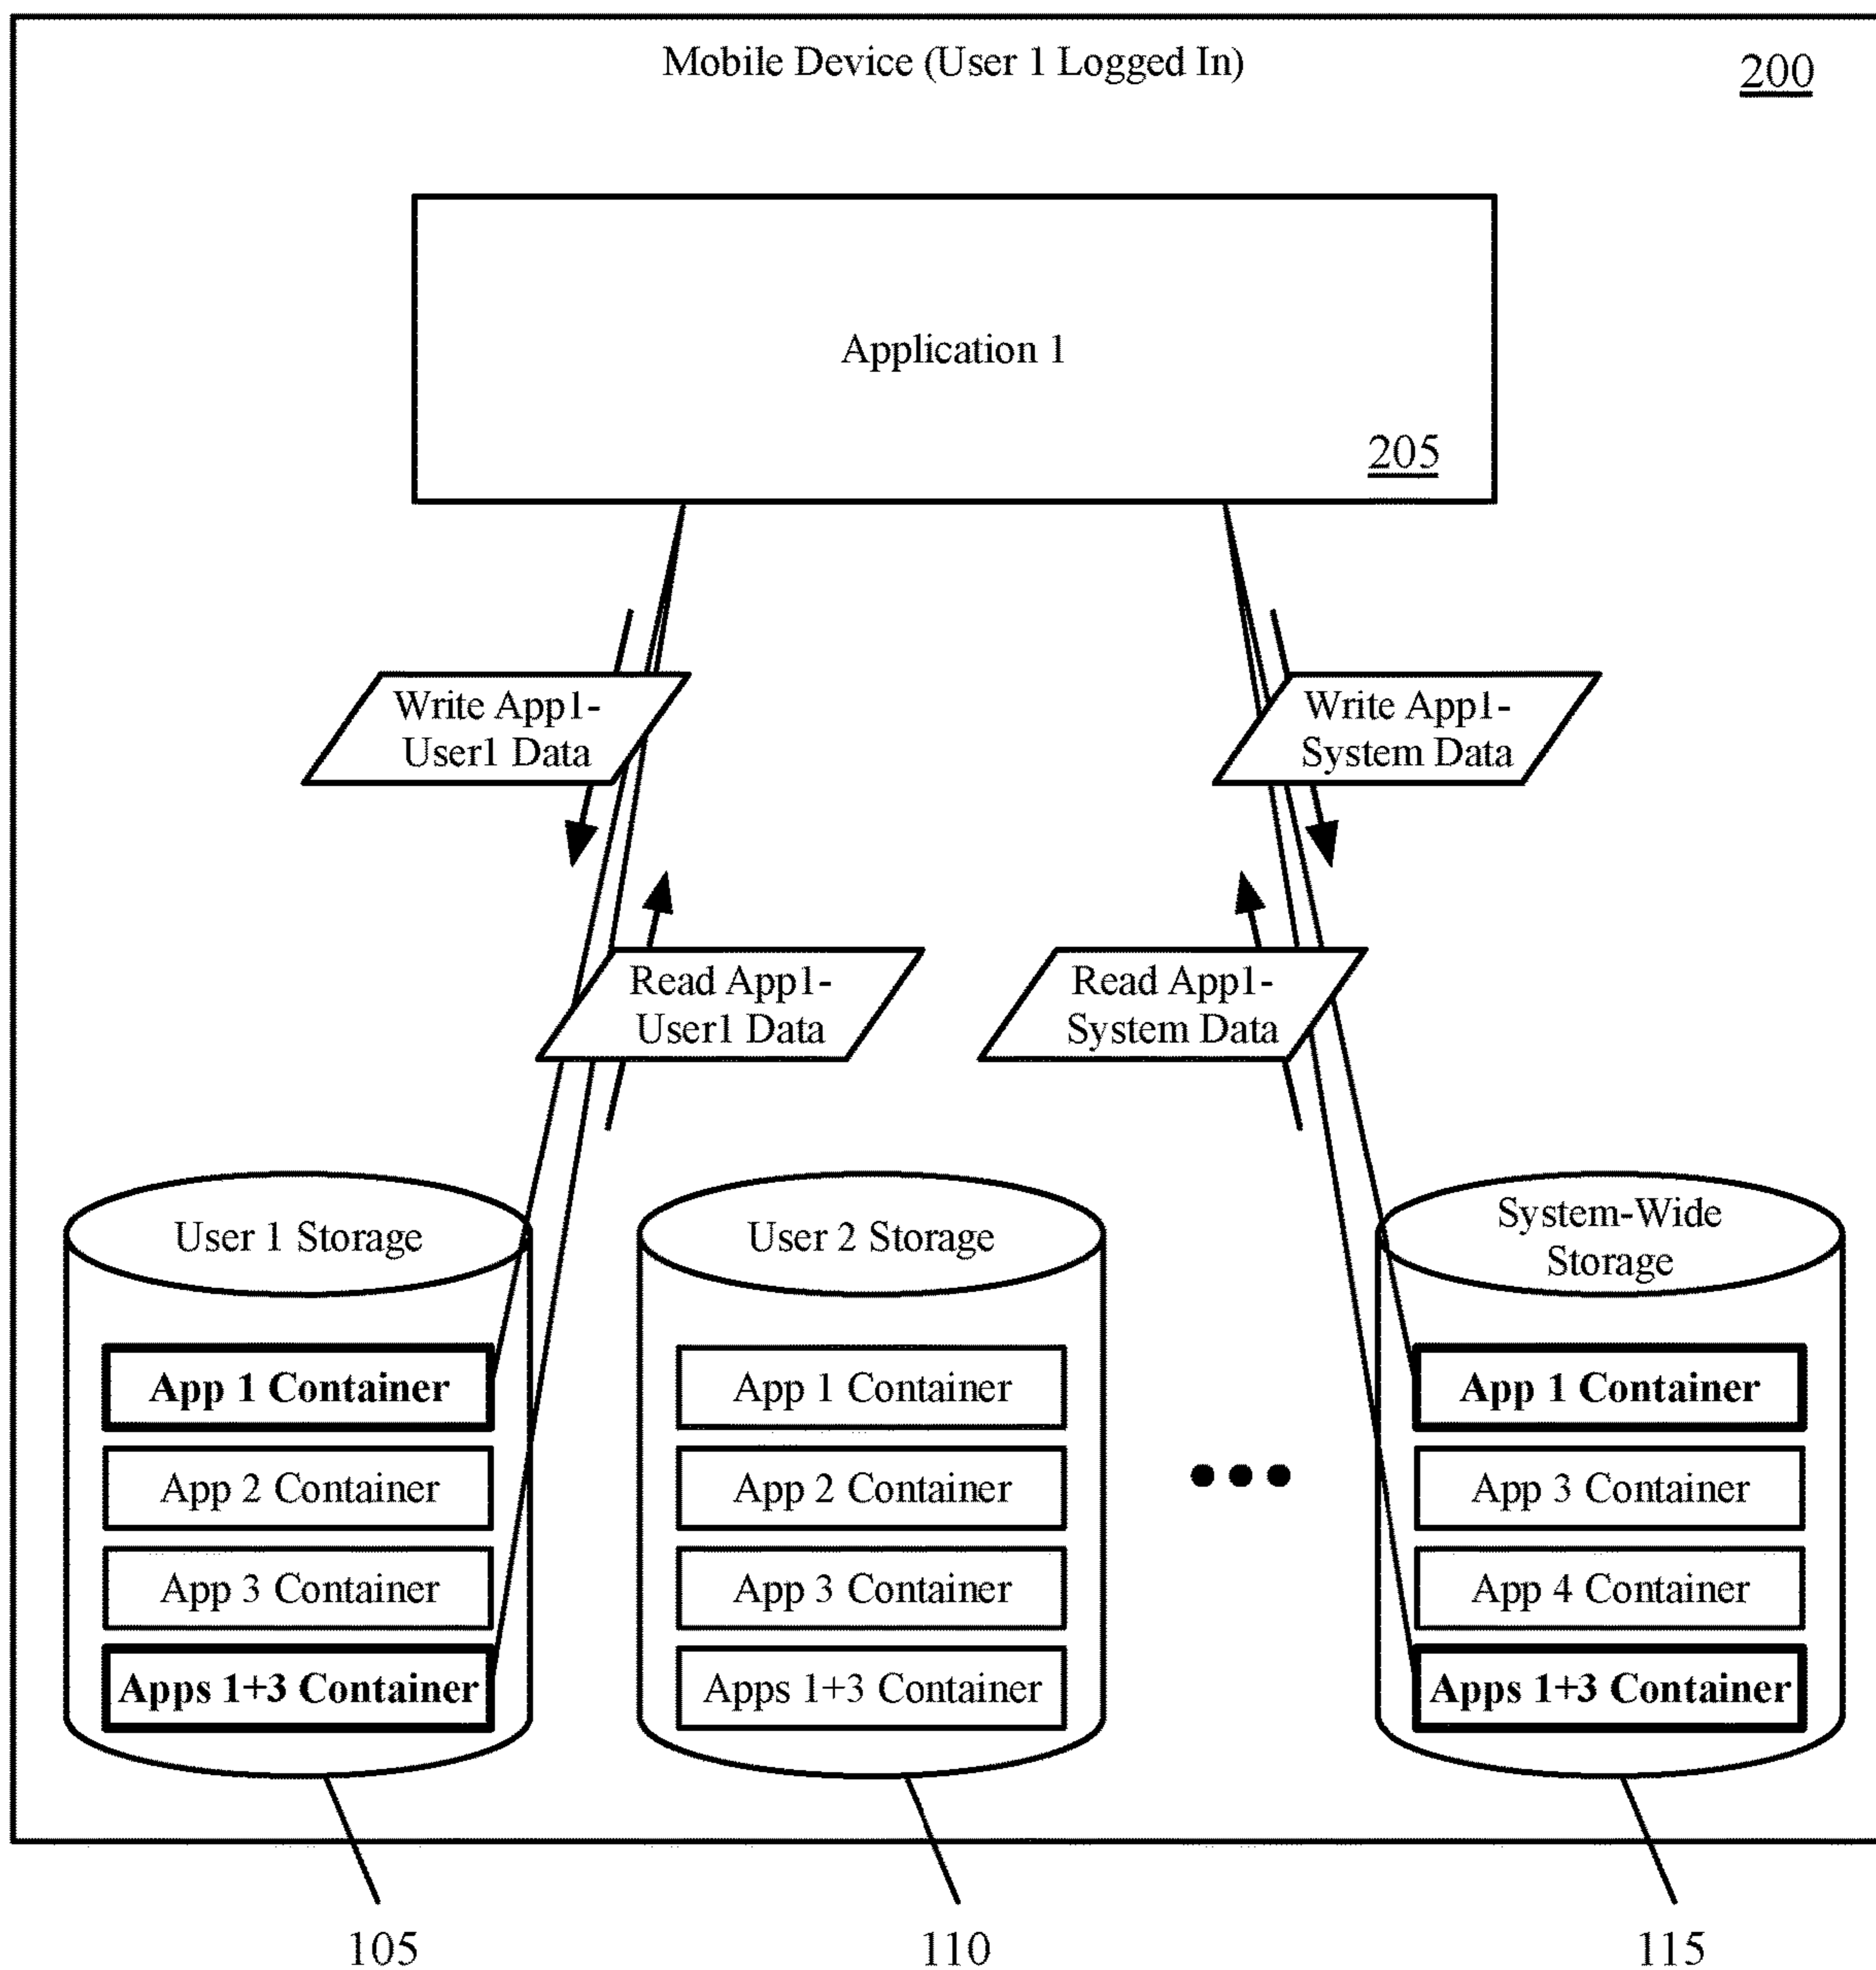 Mobile Device (User 1 Logged In)
200
Application 1
205
Write App1-
User1 Data
Write App1-
System Data
Read App1-
User1 Data
Read App1-
System Data
User 1 Storage
App 1 Container
App 2 Container
App 3 Container
Apps 1+3 Container
User 2 Storage
App 1 Container
App 2 Container
App 3 Container
Apps 1+3 Container
System-Wide
Storage
App 1 Container
App 3 Container
App 4 Container
Apps 1+3 Container
105
110
115